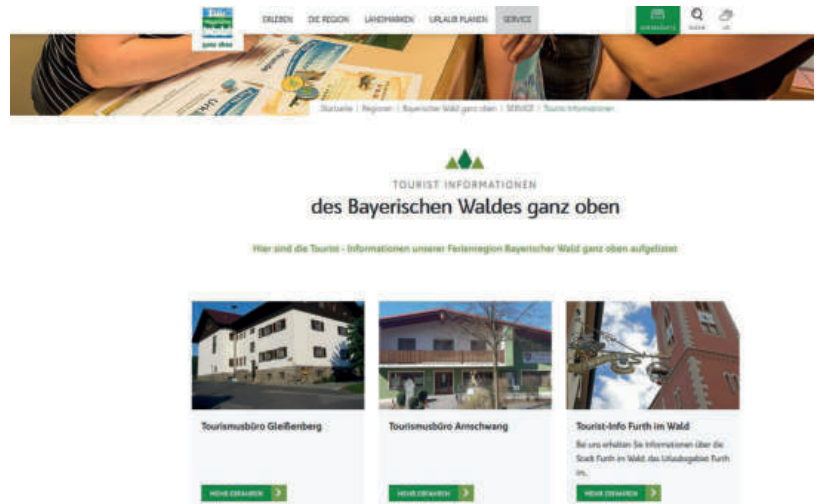 Wald
ganz oben
ERLEBEN DIE REGION LANDMARKEN URLAUB PLANEN SERVICE
SUCHE
Urkunde
Startseite | Regionen | Bayerischer Wald ganz oben | SERVICE | Tourist Informationen
TOURIST INFORMATIONEN
des Bayerischen Waldes ganz oben
Hier sind die Tourist - Informationen unserer Ferienregion Bayerischer Wald ganz oben aufgelistet
Tourismusbüro Gleißenberg
MEHR ERFAHREN
Tourismusbüro Arnschwang
MEHR ERFAHREN
Tourist-Info Furth im Wald
Bei uns erhalten Sie Informationen über die
Stadt Furth im Wald, das Urlaubsgebiet Furth
im..
MEHR ERFAHREN